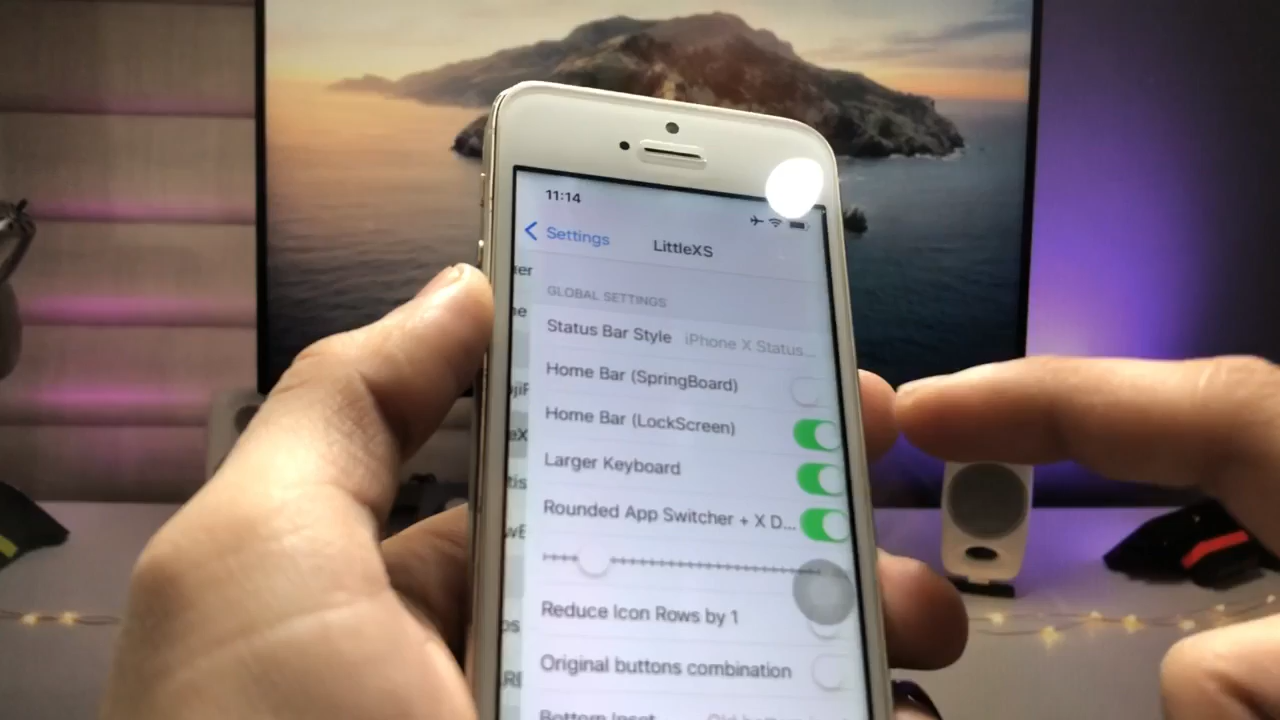 11:14
Settings
LittleXS
GLOBAL SETTINGS
Status Bar Style iPhone X Status...
Home Bar (SpringBoard)
Home Bar (LockScreen)
Larger Keyboard
Rounded App Switcher + X D...
Reduce Icon Rows by 1
Original buttons combination
Bottom Inset